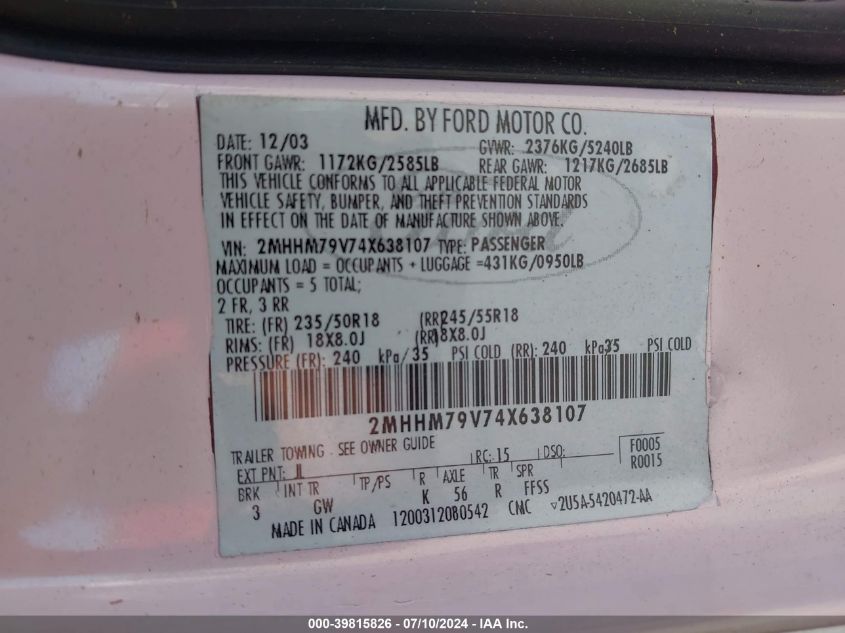 MFD. BY FORD MOTOR CO.
DATE: 12/03 GVWR: 2376KG/5240LB
FRONT GAWR: 1172KG/2585LB REAR GAWR: 1217KG/2685LB
THIS VEHICLE CONFORMS TO ALL APPLICABLE FEDERAL MOTOR
VEHICLE SAFETY, BUMPER, AND THEFT PREVENTION STANDARDS
IN EFFECT ON THE DATE OF MANUFACTURE SHOWN ABOVE.
VIN: 2MHHM79V74X638107 TYPE: PASSENGER
MAXIMUM LOAD = OCCUPANTS + LUGGAGE =431KG/0950LB
OCCUPANTS = 5 TOTAL;
2 FR, 3 RR
TIRE: (FR) 235/50R18 (RR)245/55R18
RIMS: (FR) 18X8.0J (RR)18X8.0J
PRESSURE (FR): 240 kPa/35 PSI COLD (RR): 240 kPa/35 PSI COLD
2MHHM79V74X638107
TRAILER TOWING - SEE OWNER GUIDE
EXT PNT: RC: 15 DSO: F0005
R0015
BRK INT TR TP/PS R AXLE TR SPR
3 GW K 56 R FFSS
MADE IN CANADA 1200312080542 CMC ▽2U5A-5420472-AA
000-39815826 / 07/10/2024 - IAA Inc.